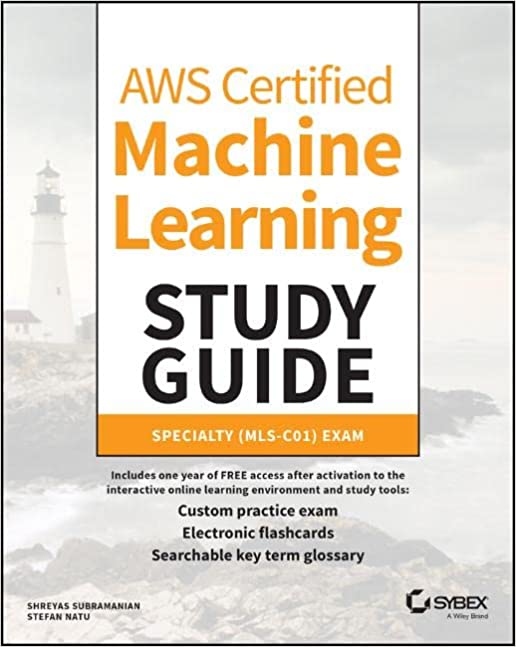 AWS Certified
Machine
Learning
STUDY
GUIDE
SPECIALTY (MLS-C01) EXAM
Includes one year of FREE access after activation to the
interactive online learning environment and study tools:
Custom practice exam
Electronic flashcards
Searchable key term glossary
SHREYAS SUBRAMANIAN
STEFAN NATU
SYBEX
A Wiley Brand